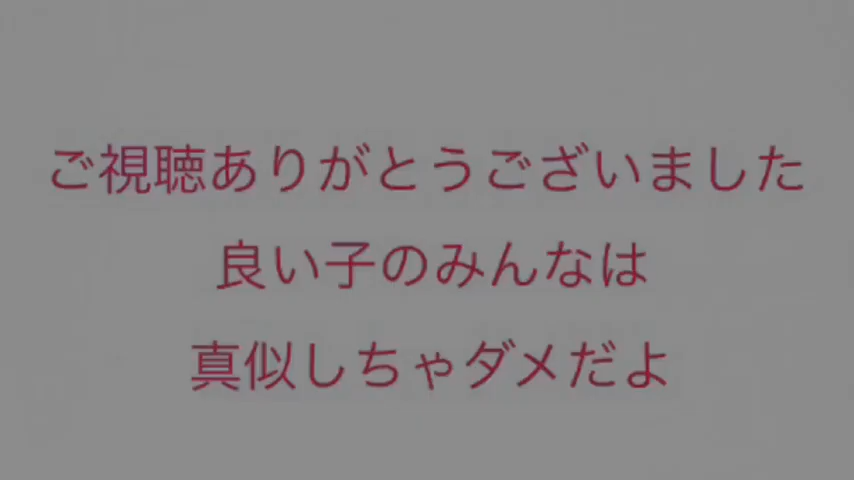 ご視聴ありがとうございました
良い子のみんなは
真似しちゃダメだよ